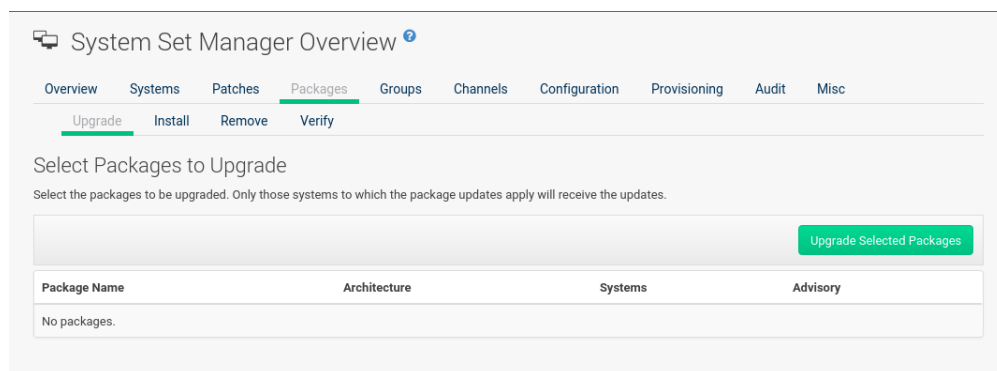 System Set Manager Overview ?
Overview Systems Patches Packages Groups Channels Configuration Provisioning Audit Misc
Upgrade Install Remove Verify
Select Packages to Upgrade
Select the packages to be upgraded. Only those systems to which the package updates apply will receive the updates.
Upgrade Selected Packages
Package Name Architecture Systems Advisory
No packages.